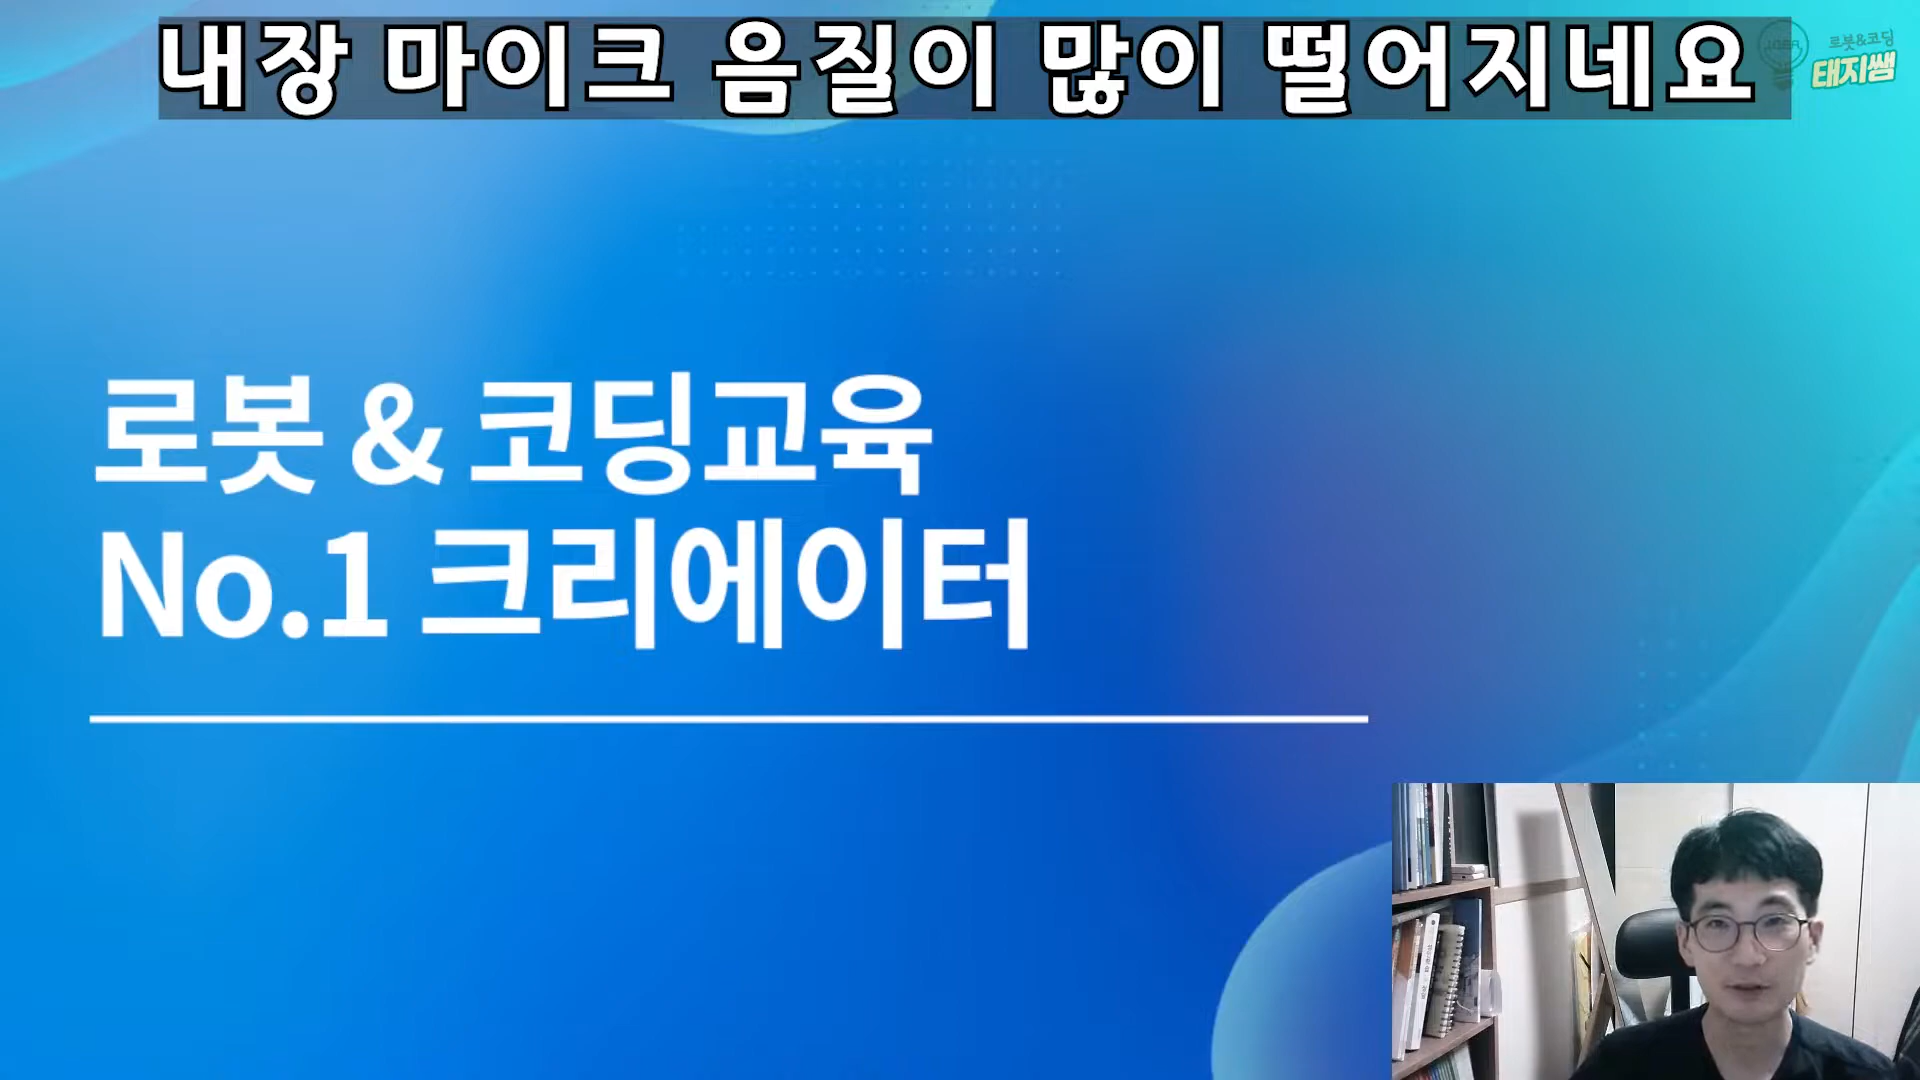 내장 마이크 음질이 많이 떨어지네요
로봇&코딩
태지쌤
로봇 & 코딩교육
No.1 크리에이터